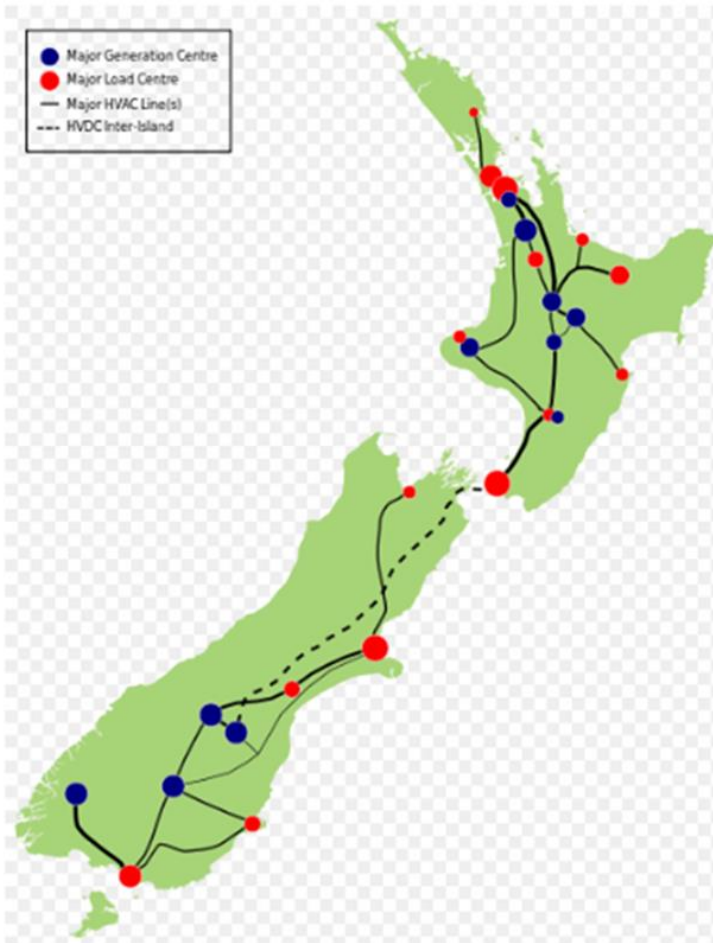 Major Generation Centre
Major Load Centre
Major HVAC Line(s)
HVDC Inter-Island